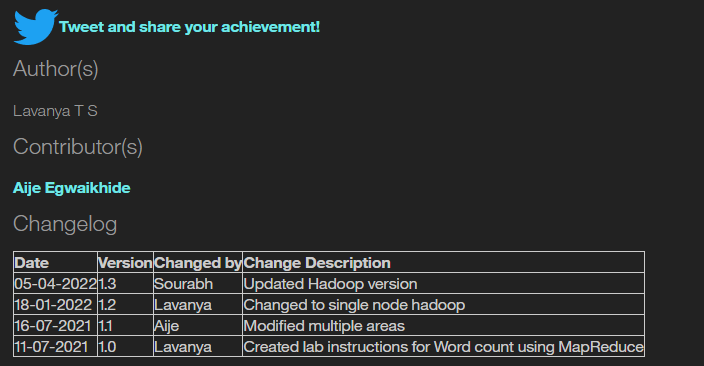 Tweet and share your achievement!
Author(s)
Lavanya T S
Contributor(s)
Aije Egwaikhide
Changelog
Date Version Changed by Change Description
05-04-2022 1.3 Sourabh Updated Hadoop version
18-01-2022 1.2 Lavanya Changed to single node hadoop
16-07-2021 1.1 Aije Modified multiple areas
11-07-2021 1.0 Lavanya Created lab instructions for Word count using MapReduce